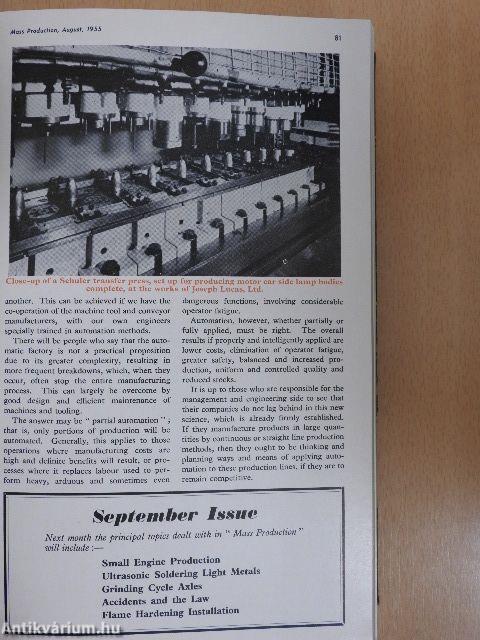 Mass Production, August, 1955
81
Close-up of a Schuler transfer press, set up for producing motor car side lamp bodies
complete, at the works of Joseph Lucas, Ltd.
another. This can be achieved if we have the
co-operation of the machine tool and conveyor
manufacturers, with our own engineers
specially trained in automation methods.
There will be people who say that the auto-
matic factory is not a practical proposition
due to its greater complexity, resulting in
more frequent breakdowns, which, when they
occur, often stop the entire manufacturing
process. This can largely be overcome by
good design and efficient maintenance of
machines and tooling.
The answer may be " partial automation " ;
that is, only portions of production will be
automated. Generally, this applies to those
operations where manufacturing costs are
high and definite benefits will result, or pro-
cesses where it replaces labour used to per-
form heavy, arduous and sometimes even
dangerous functions, involving considerable
operator fatigue.
Automation, however, whether partially or
fully applied, must be right. The overall
results if properly and intelligently applied are
lower costs, elimination of operator fatigue,
greater safety, balanced and increased pro-
duction, uniform and controlled quality and
reduced stocks.
It is up to those who are responsible for the
management and engineering side to see that
their companies do not lag behind in this new
science, which is already firmly established.
If they manufacture products in large quan-
tities by continuous or straight line production
methods, then they ought to be thinking and
planning ways and means of applying auto-
mation to these production lines, if they are to
remain competitive.
September Issue
Next month the principal topics dealt with in " Mass Production "
will include :—
Small Engine Production
Ultrasonic Soldering Light Metals
Grinding Cycle Axles
Accidents and the Law
Flame Hardening Installation
Antikvárium.hu